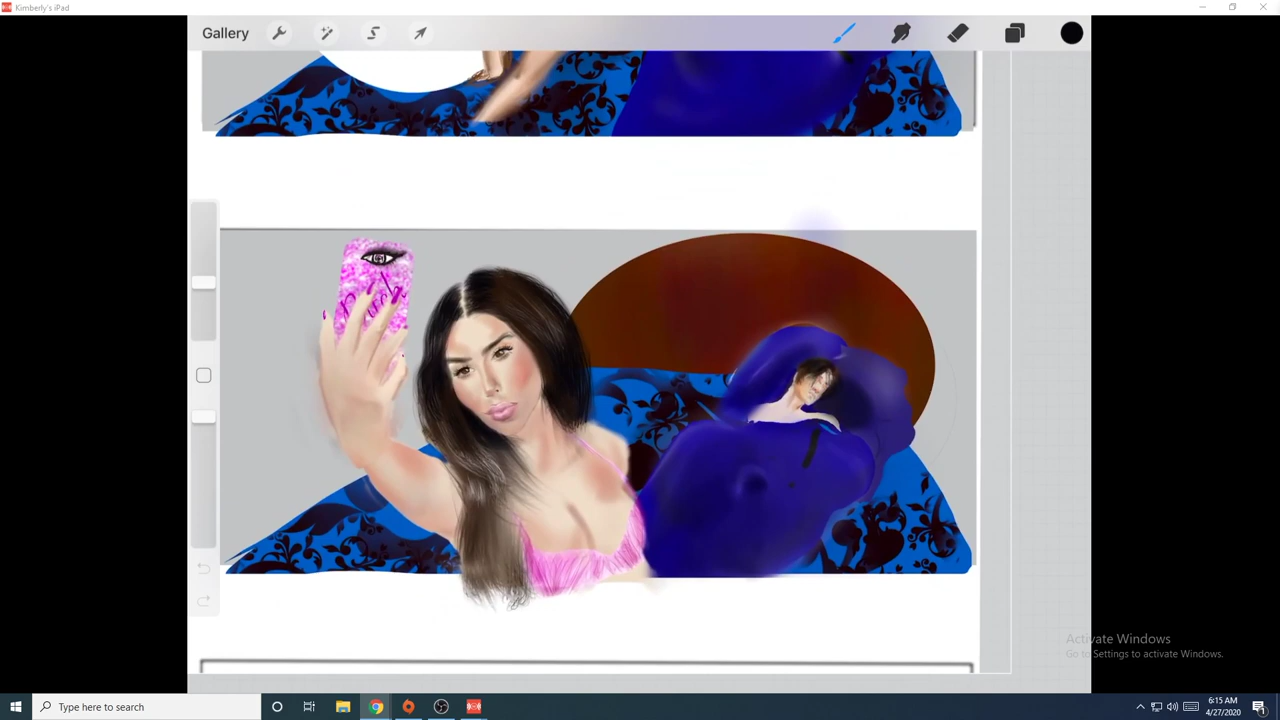 Kimberly's iPad
Gallery
Activate Windows
Go to Settings to activate Windows.
Type here to search
6:15 AM
4/27/2020